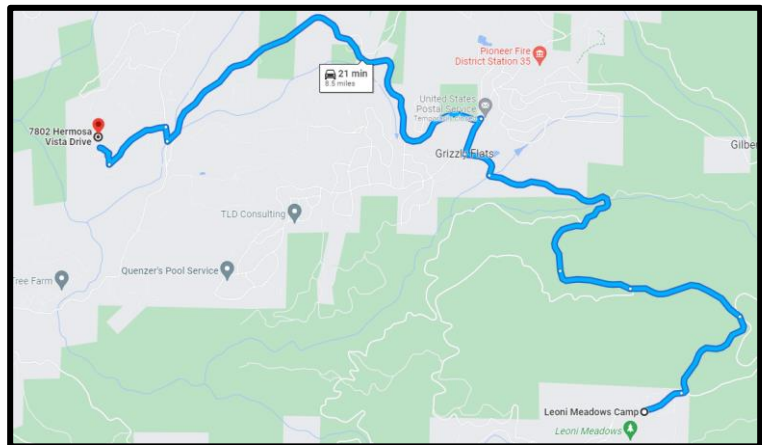 Pioneer Fire
District Station 35
21 min
8.5 miles
United States
Postal Service
7802 Hermosa
Vista Drive
Grizzly Flats
Gilber
TLD Consulting
Quenzer's Pool Service
Tree Farm
Leoni Meadows Camp
Leoni Meadows